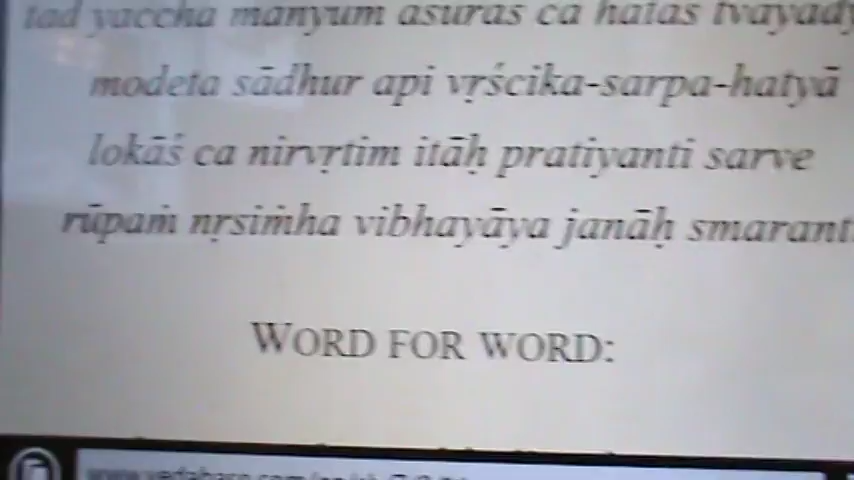 tad yaccha manyum asuraś ca hatas tvayādy
modeta sādhur api vṛścika-sarpa-hatyā
lokāś ca nirvṛtim itāḥ pratiyanti sarve
rūpaṁ nṛsiṁha vibhayāya janāḥ smaranti
WORD FOR WORD: